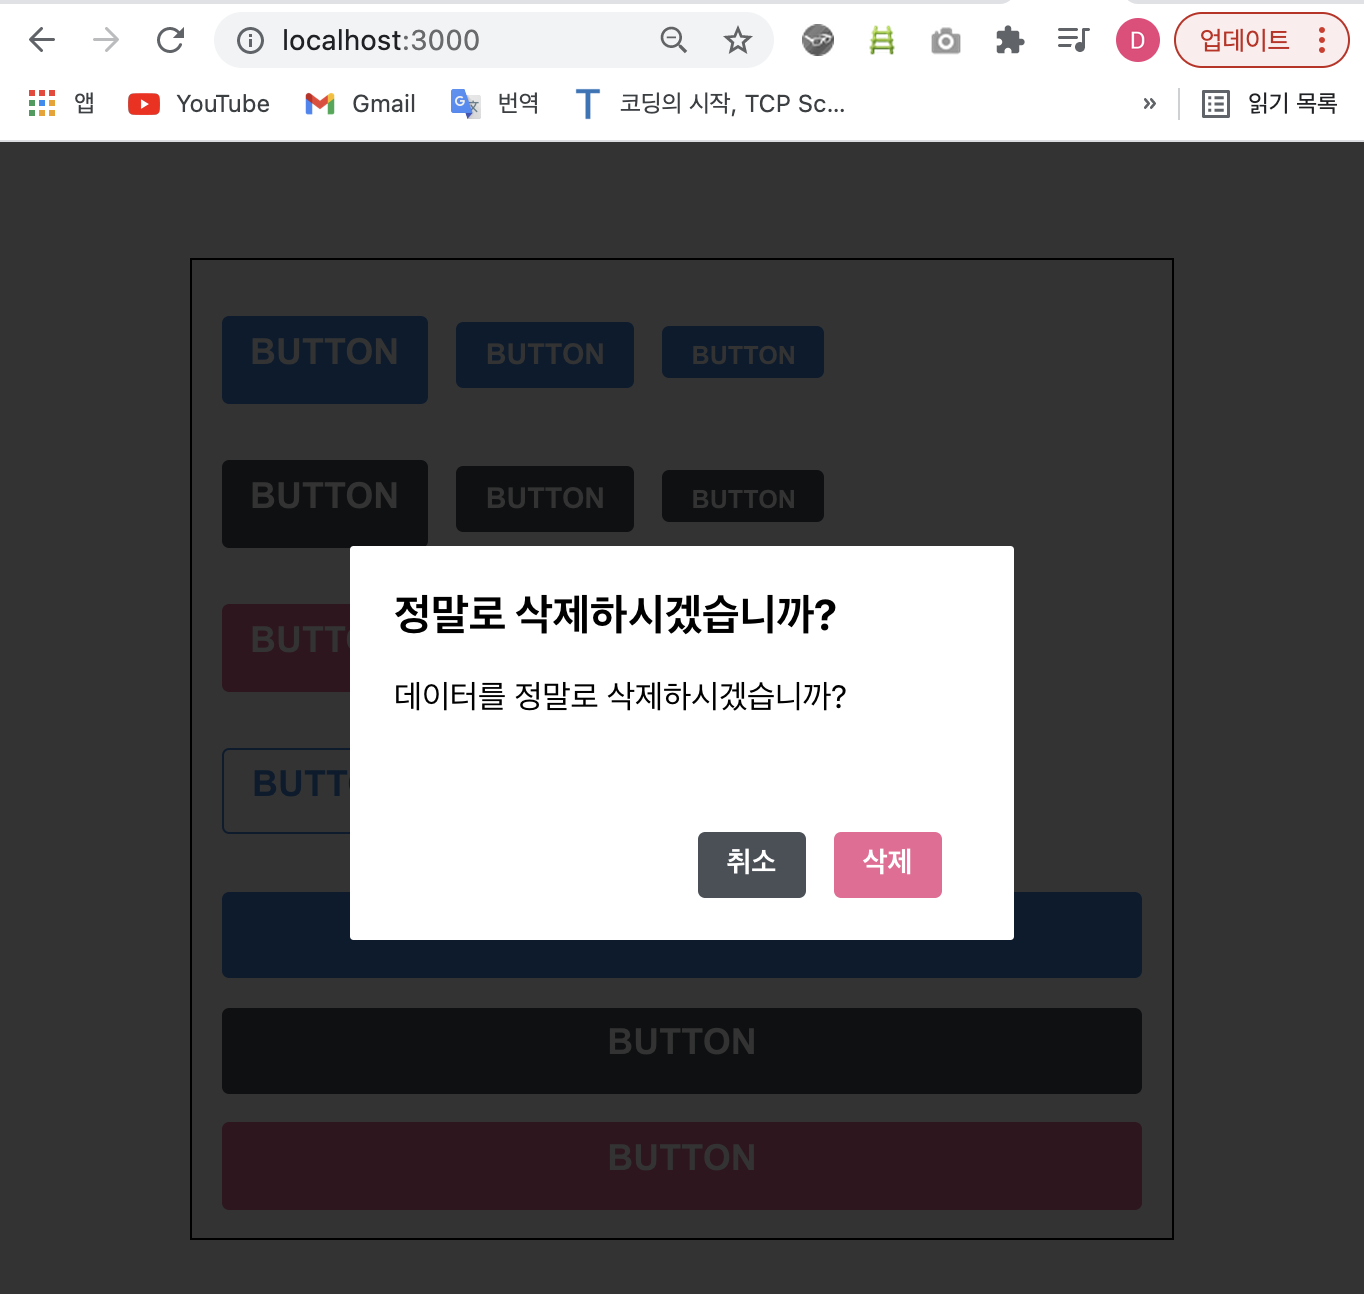 localhost:3000
D
업데이트
앱
YouTube
Gmail
번역
코딩의 시작, TCP Sc...
»
읽기 목록
BUTTON BUTTON BUTTON
BUTTON BUTTON BUTTON
정말로 삭제하시겠습니까?
데이터를 정말로 삭제하시겠습니까?
취소 삭제
BUTTON
BUTTON